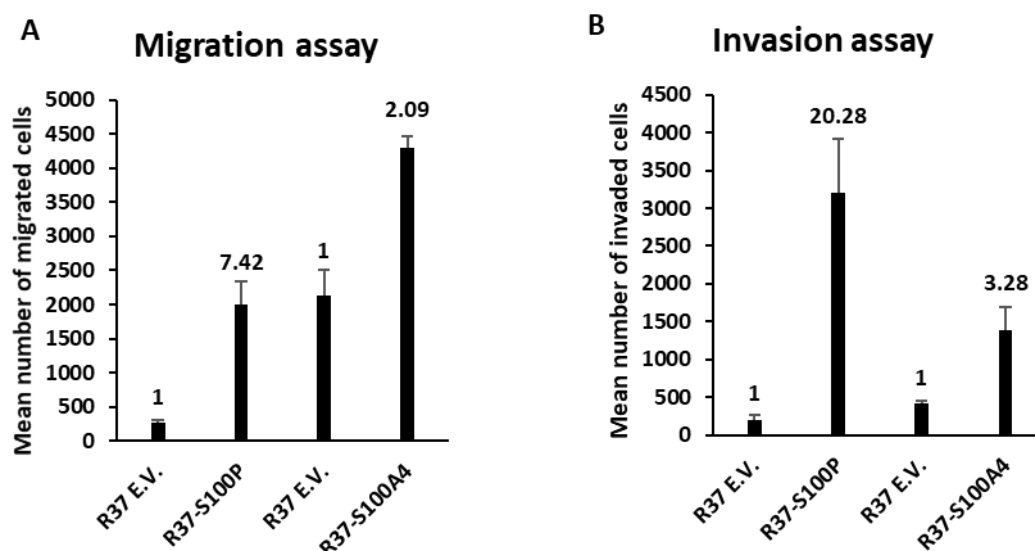 A
Migration assay
Mean number of migrated cells
5000
4500
4000
3500
3000
2500
2000
1500
1000
500
0
1
7.42
1
2.09
R37 E.V.
R37-S100P
R37 E.V.
R37-S100A4
B
Invasion assay
Mean number of invaded cells
4500
4000
3500
3000
2500
2000
1500
1000
500
0
1
20.28
1
3.28
R37 E.V.
R37-S100P
R37 E.V.
R37-S100A4